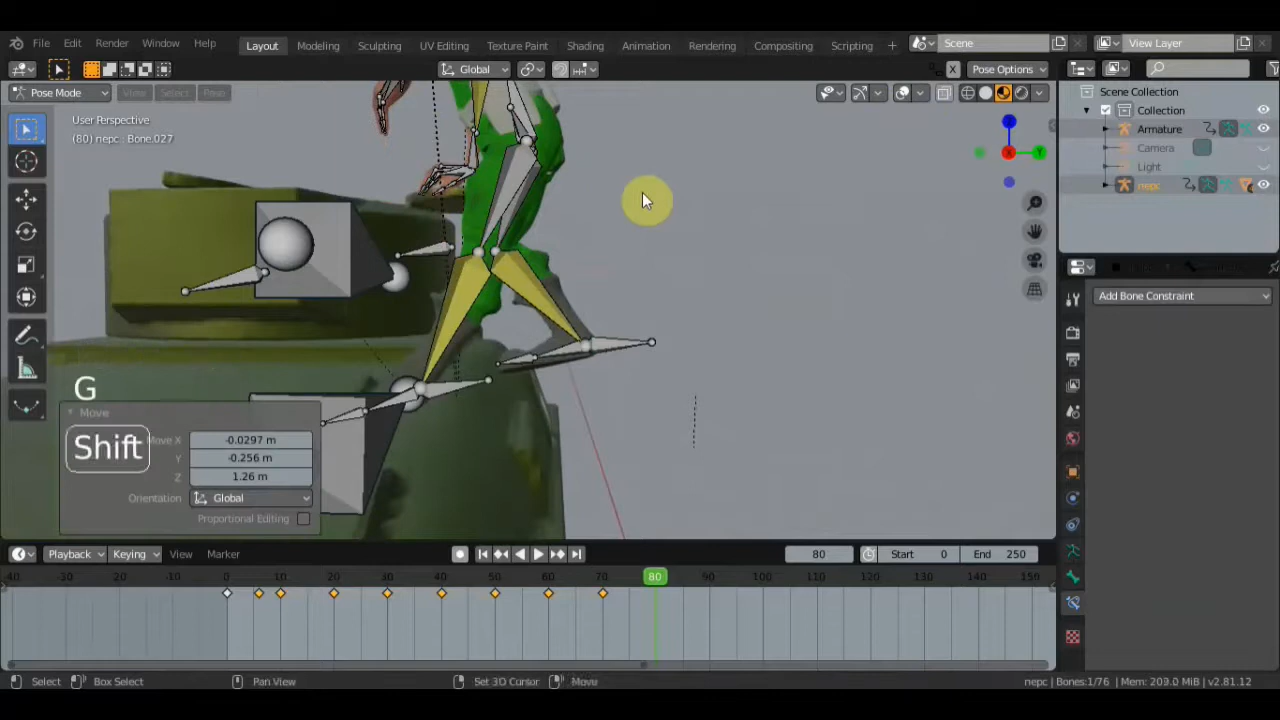 File Edit Render Window Help Layout Modeling Sculpting UV Editing Texture Paint Shading Animation Rendering Compositing Scripting + Scene View Layer
Global X Pose Options
Pose Mode View Select Pose
Scene Collection
Collection
Armature
Camera
Light
nepc
User Perspective
(80) nepc : Bone.027
Add Bone Constraint
G
Shift
Move
Move X -0.0297 m
Y -0.256 m
Z 1.26 m
Orientation Global
Proportional Editing
Playback Keying View Marker 80 Start 0 End 250
-40 -30 -20 -10 0 10 20 30 40 50 60 70 80 90 100 110 120 130 140 150
Select Box Select Pan View Set 3D Cursor Move nepc | Bones:1/76 | Mem: 209.0 MiB | v2.81.12